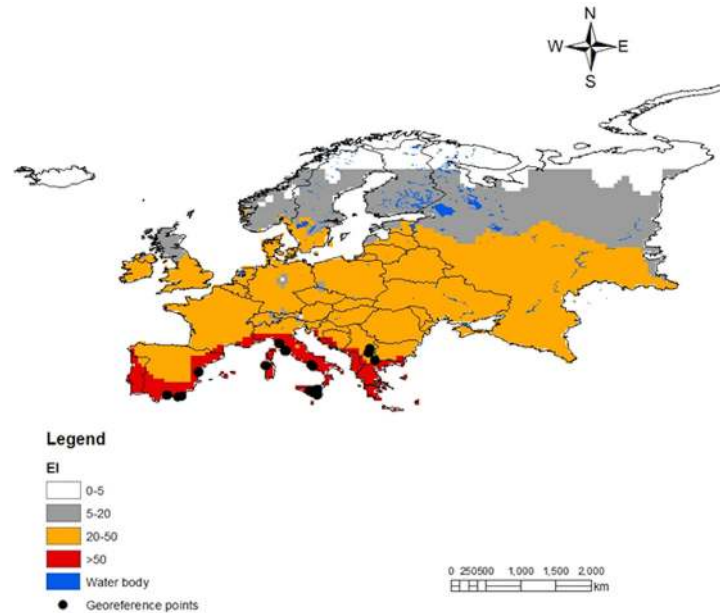 N
W E
S
Legend
EI
0-5
5-20
20-50
>50
Water body
Georeference points
0 250500 1,000 1,500 2,000
km